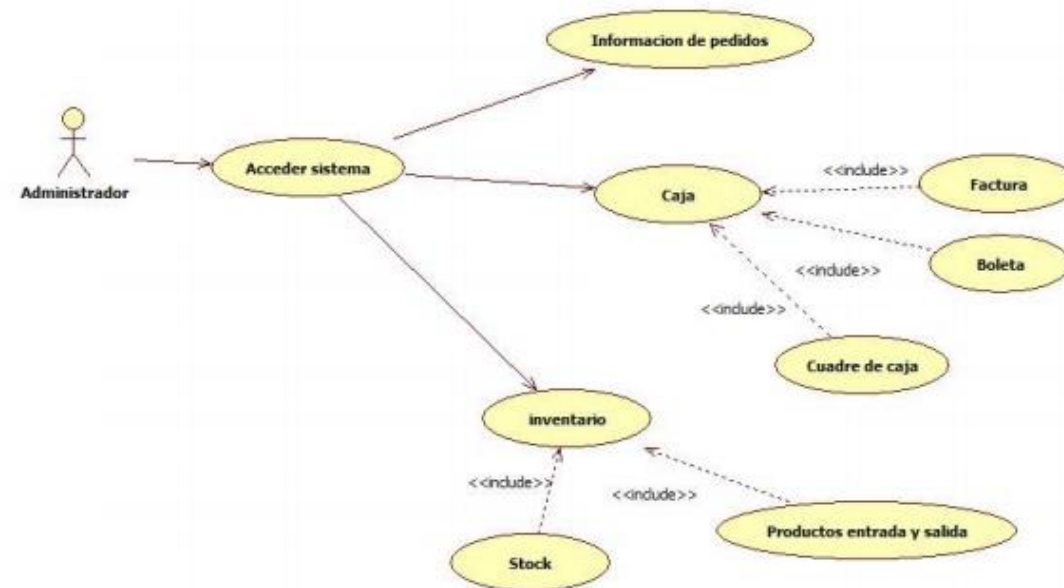 Informacion de pedidos
Administrador
Acceder sistema
Caja
<<include>>
Factura
<<include>>
Boleta
<<include>>
Cuadre de caja
inventario
<<include>>
Stock
<<include>>
Productos entrada y salida